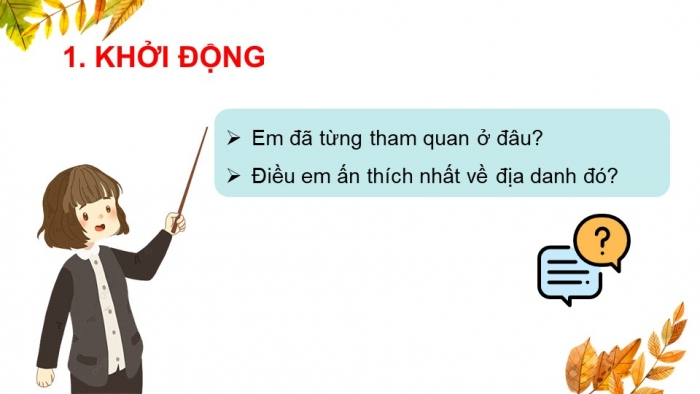 1. KHỞI ĐỘNG
Em đã từng tham quan ở đâu?
Điều em ấn thích nhất về địa danh đó?
?